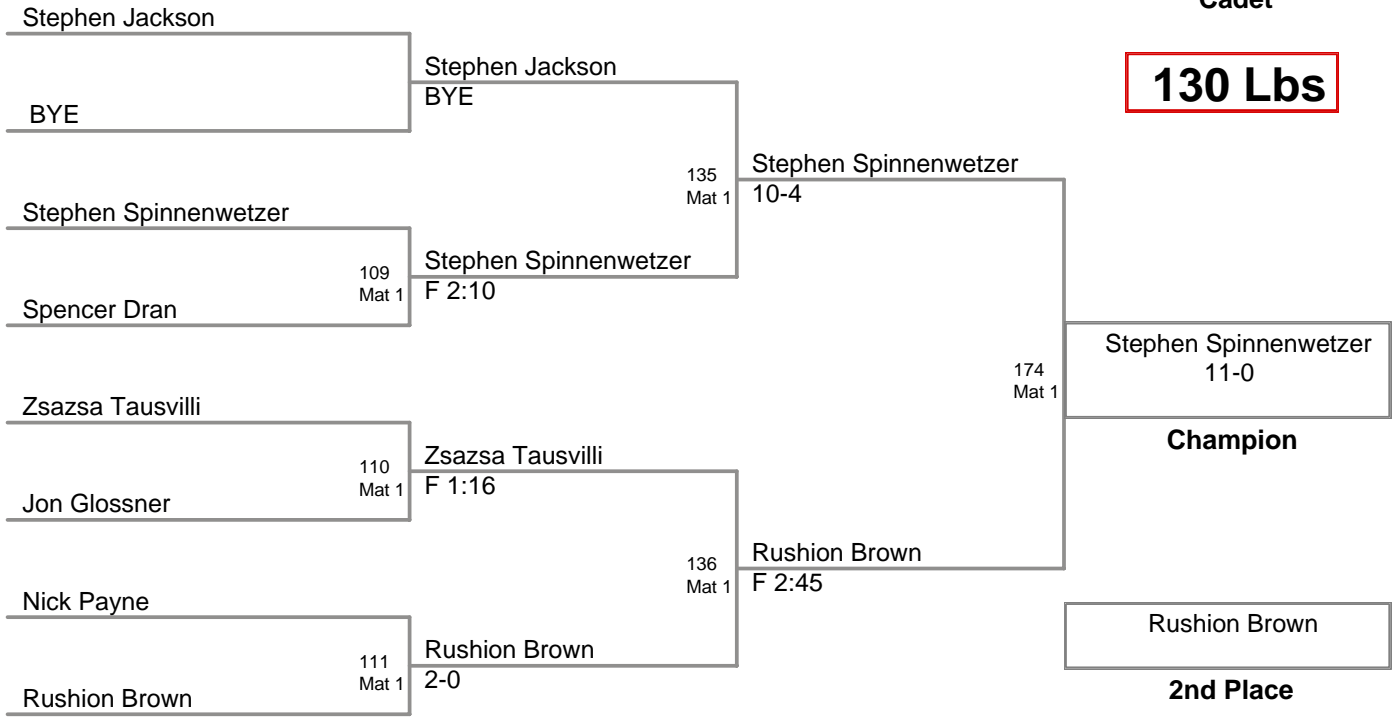 Cadet
130 Lbs
Stephen Jackson
BYE
Stephen Spinnenwetzer
Spencer Dran
Zsazsa Tausvilli
Jon Glossner
Nick Payne
Rushion Brown
109
Mat 1
110
Mat 1
111
Mat 1
Stephen Jackson
BYE
Stephen Spinnenwetzer
F 2:10
Zsazsa Tausvilli
F 1:16
Rushion Brown
2-0
135
Mat 1
136
Mat 1
Stephen Spinnenwetzer
10-4
Rushion Brown
F 2:45
174
Mat 1
Stephen Spinnenwetzer
11-0
Champion
Rushion Brown
2nd Place